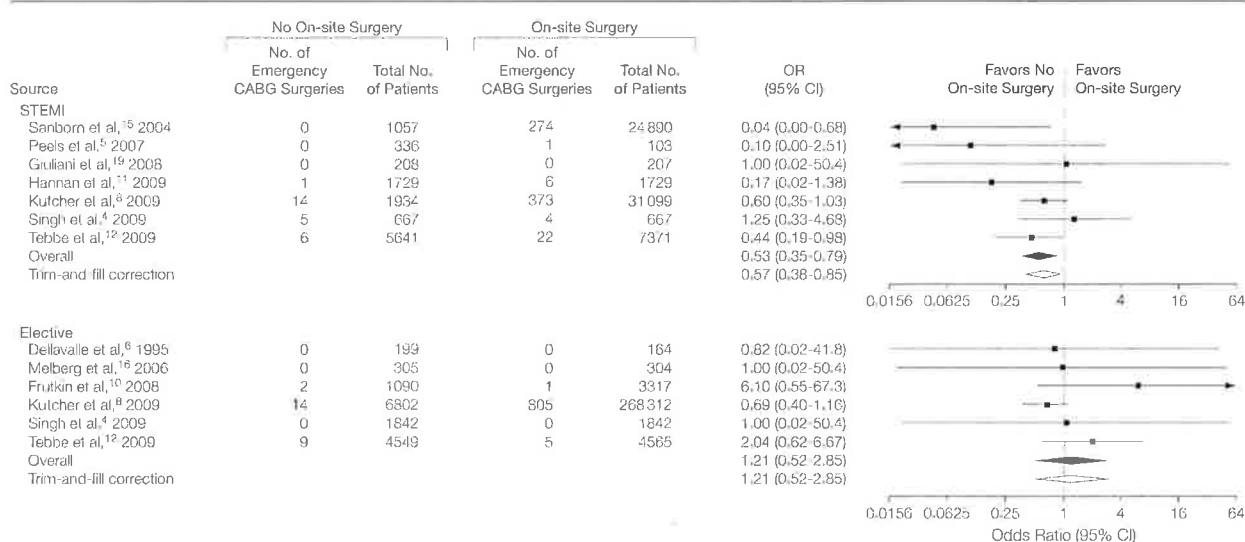 No On-site Surgery On-site Surgery
No. of Emergency CABG Surgeries Total No. of Patients No. of Emergency CABG Surgeries Total No. of Patients OR (95% CI) Favors No On-site Surgery Favors On-site Surgery
Source
STEMI
Sanborn et al,15 2004 0 1057 274 24 890 0.04 (0.00-0.68)
Peels et al,5 2007 0 336 1 103 0.10 (0.00-2.51)
Giuliani et al,19 2008 0 208 0 207 1.00 (0.02-50.4)
Hannan et al,11 2009 1 1729 6 1729 0.17 (0.02-1.38)
Kutcher et al,8 2009 14 1934 373 31 099 0.60 (0.35-1.03)
Singh et al,4 2009 5 667 4 667 1.25 (0.33-4.68)
Tebbe et al,12 2009 6 5641 22 7371 0.44 (0.19-0.98)
Overall 0.53 (0.35-0.79)
Trim-and-fill correction 0.57 (0.38-0.85)
0.0156 0.0625 0.25 1 4 16 64
Elective
Dellavalle et al,6 1995 0 199 0 164 0.82 (0.02-41.8)
Melberg et al,16 2006 0 305 0 304 1.00 (0.02-50.4)
Frutkin et al,10 2008 2 1090 1 3317 6.10 (0.55-67.3)
Kutcher et al,8 2009 14 6802 805 268 312 0.69 (0.40-1.16)
Singh et al,4 2009 0 1842 0 1842 1.00 (0.02-50.4)
Tebbe et al,12 2009 9 4549 5 4565 2.04 (0.62-6.67)
Overall 1.21 (0.52-2.85)
Trim-and-fill correction 1.21 (0.52-2.85)
0.0156 0.0625 0.25 1 4 16 64
Odds Ratio (95% CI)